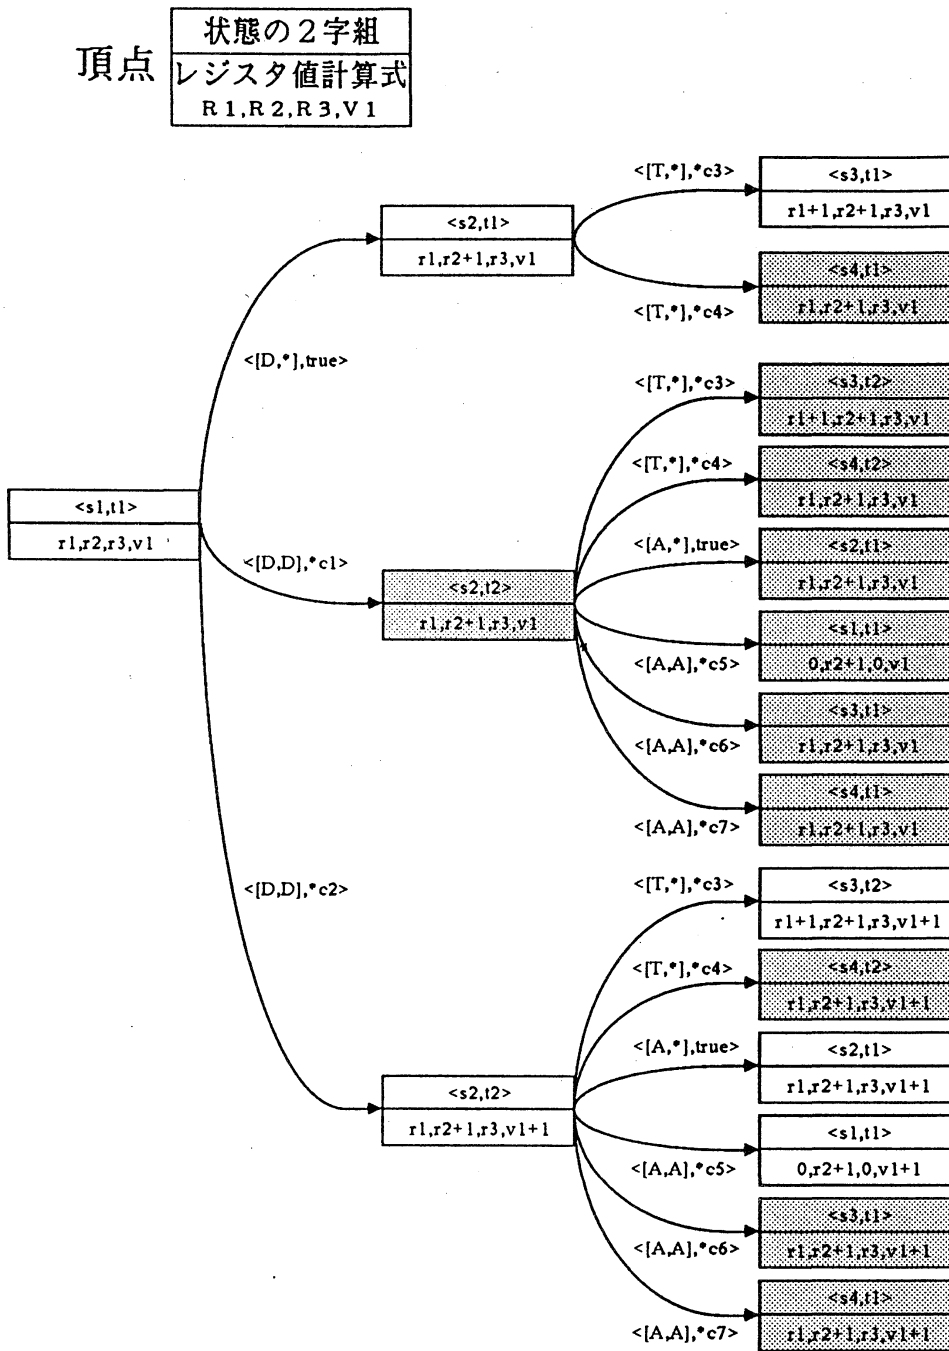 頂点
状態の２字組
レジスタ値計算式
R1,R2,R3,V1
<[T,*],*c3>
<s3,t1>
r1+1,r2+1,r3,v1
<s2,t1>
r1,r2+1,r3,v1
<s4,t1>
r1,r2+1,r3,v1
<[T,*],*c4>
<[D,*],true>
<[T,*],*c3>
<s3,t2>
r1+1,r2+1,r3,v1
<[T,*],*c4>
<s4,t2>
r1,r2+1,r3,v1
<s1,t1>
r1,r2,r3,v1
<[A,*],true>
<s2,t1>
r1,r2+1,r3,v1
<[D,D],*c1>
<s2,t2>
r1,r2+1,r3,v1
<s1,t1>
0,r2+1,0,v1
<[A,A],*c5>
<s3,t1>
r1,r2+1,r3,v1
<[A,A],*c6>
<s4,t1>
r1,r2+1,r3,v1
<[A,A],*c7>
<[D,D],*c2>
<[T,*],*c3>
<s3,t2>
r1+1,r2+1,r3,v1+1
<[T,*],*c4>
<s4,t2>
r1,r2+1,r3,v1+1
<[A,*],true>
<s2,t1>
r1,r2+1,r3,v1+1
<s2,t2>
r1,r2+1,r3,v1+1
<s1,t1>
0,r2+1,0,v1+1
<[A,A],*c5>
<s3,t1>
r1,r2+1,r3,v1+1
<[A,A],*c6>
<s4,t1>
r1,r2+1,r3,v1+1
<[A,A],*c7>